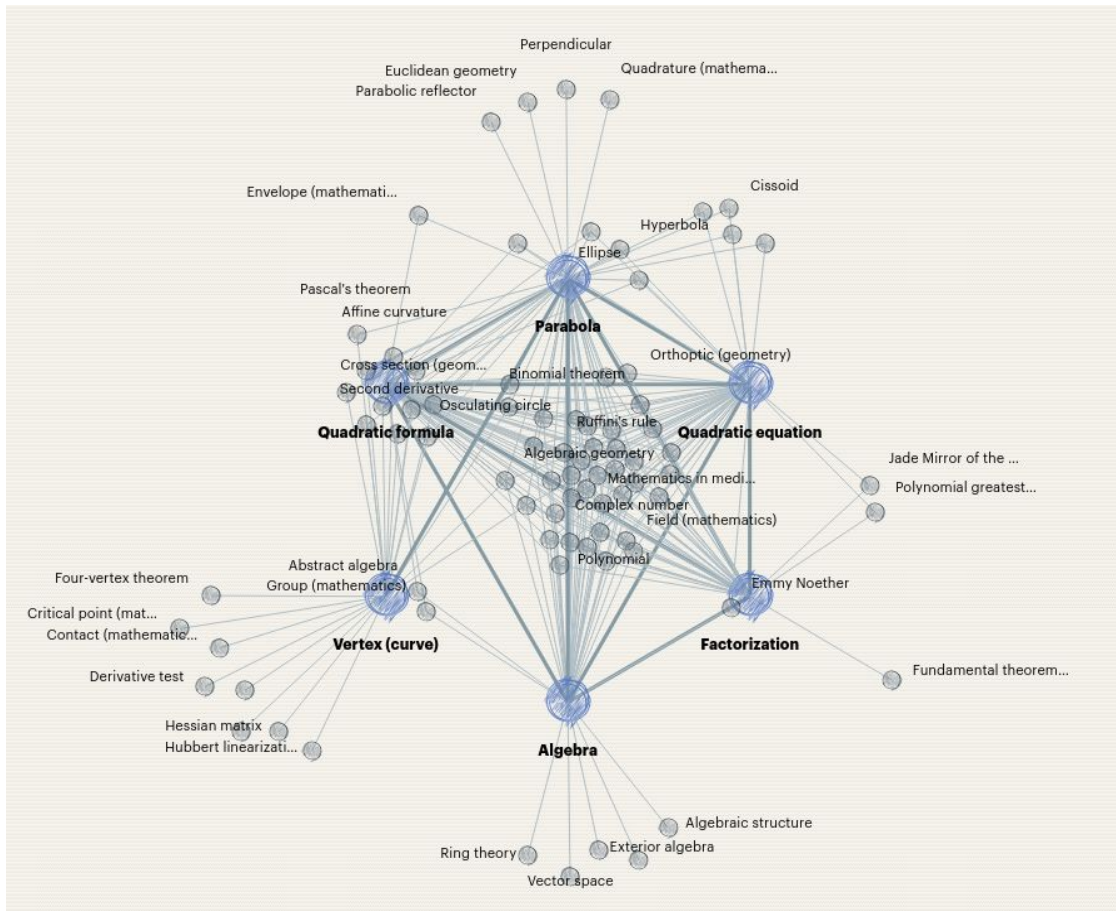 Perpendicular
Euclidean geometry
Quadrature (mathema...
Parabolic reflector
Envelope (mathemati...
Cissoid
Hyperbola
Ellipse
Pascal's theorem
Affine curvature
Parabola
Orthoptic (geometry)
Cross section (geom...
Binomial theorem
Second derivative
Osculating circle
Ruffini's rule
Quadratic formula
Quadratic equation
Algebraic geometry
Jade Mirror of the ...
Mathematics in medi...
Polynomial greatest...
Complex number
Field (mathematics)
Polynomial
Abstract algebra
Four-vertex theorem
Group (mathematics)
Emmy Noether
Critical point (mat...
Contact (mathematic...
Vertex (curve)
Factorization
Derivative test
Fundamental theorem...
Hessian matrix
Hubbert linearizati...
Algebra
Algebraic structure
Exterior algebra
Ring theory
Vector space